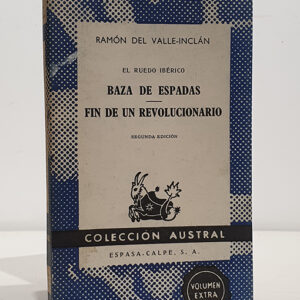 RAMÓN DEL VALLE-INCLÁN
EL RUEDO IBÉRICO
BAZA DE ESPADAS
FIN DE UN REVOLUCIONARIO
SEGUNDA EDICIÓN
COLECCIÓN AUSTRAL
ESPASA-CALPE, S. A.
VOLUMEN
EXTRA